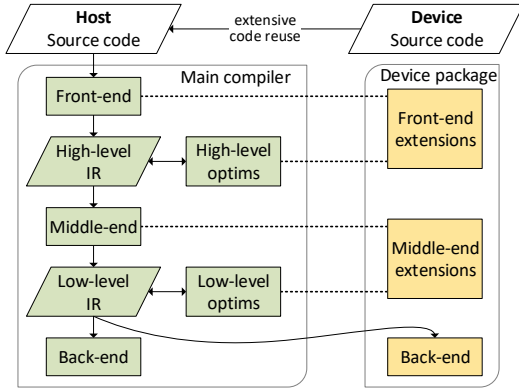 Host
Source code
extensive
code reuse
Device
Source code
Main compiler
Device package
Front-end
Front-end
extensions
High-level
IR
High-level
optims
Middle-end
Middle-end
extensions
Low-level
IR
Low-level
optims
Back-end
Back-end